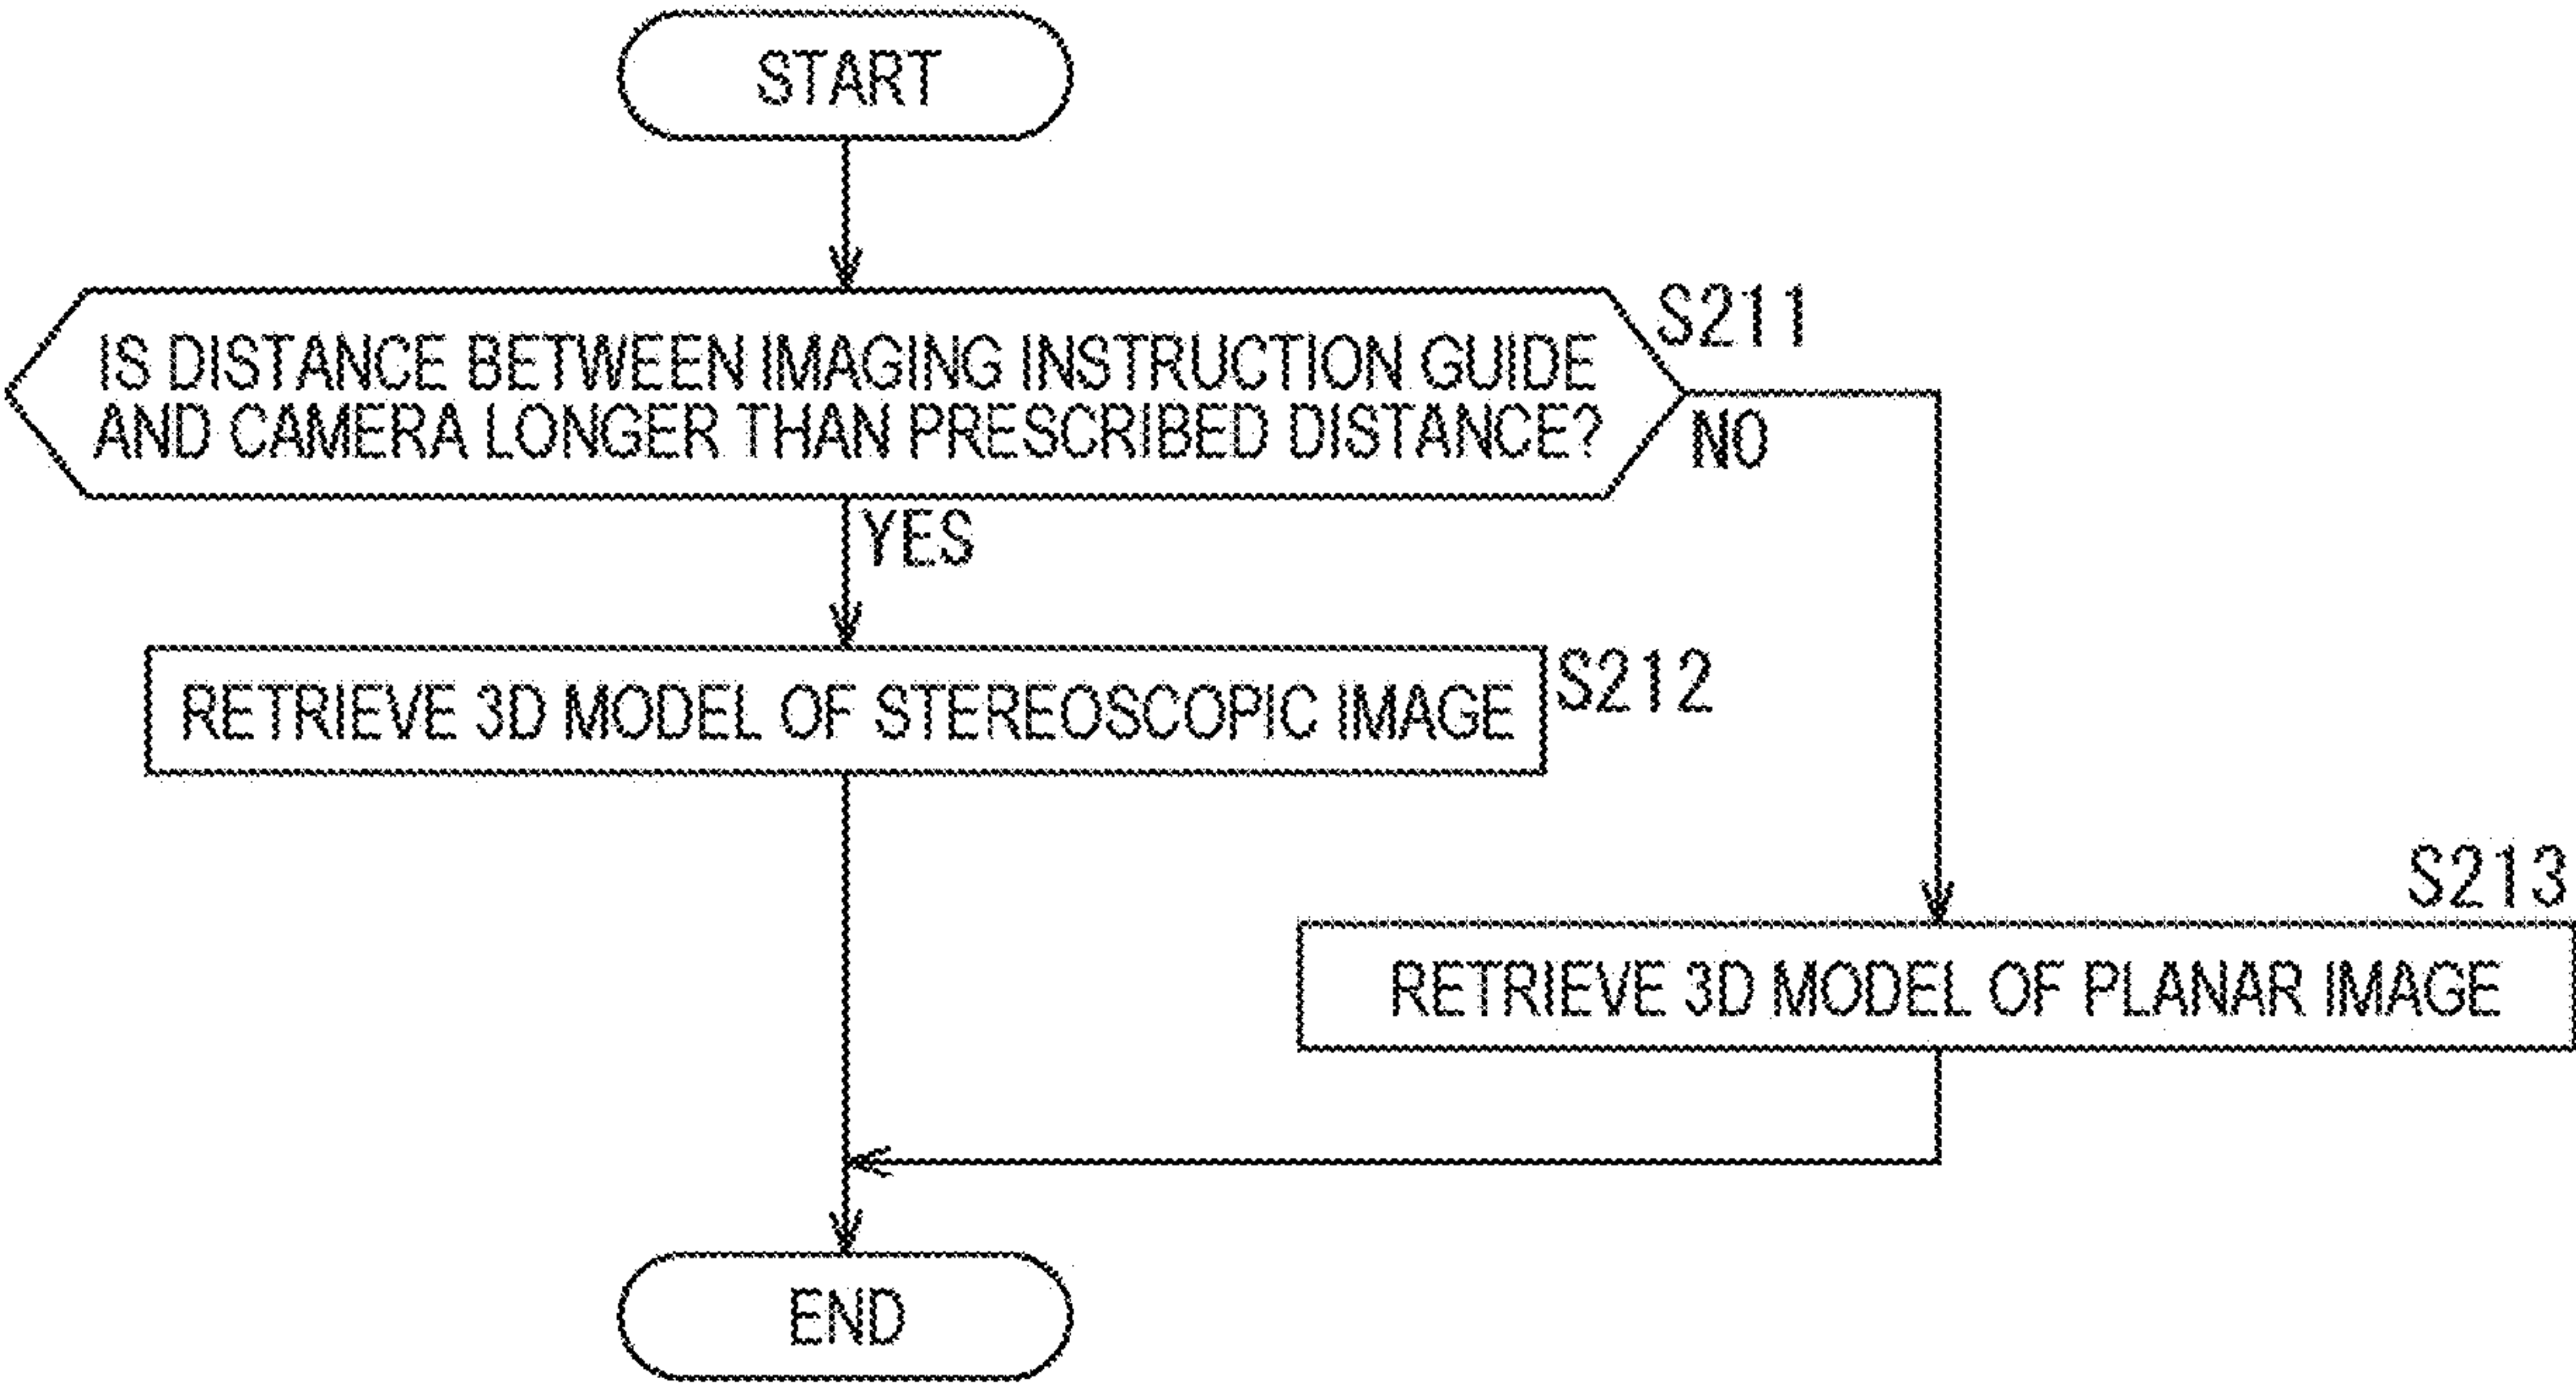 START
S211
IS DISTANCE BETWEEN IMAGING INSTRUCTION GUIDE
AND CAMERA LONGER THAN PRESCRIBED DISTANCE?
NO
YES
RETRIEVE 3D MODEL OF STEREOSCOPIC IMAGE
S212
S213
RETRIEVE 3D MODEL OF PLANAR IMAGE
END